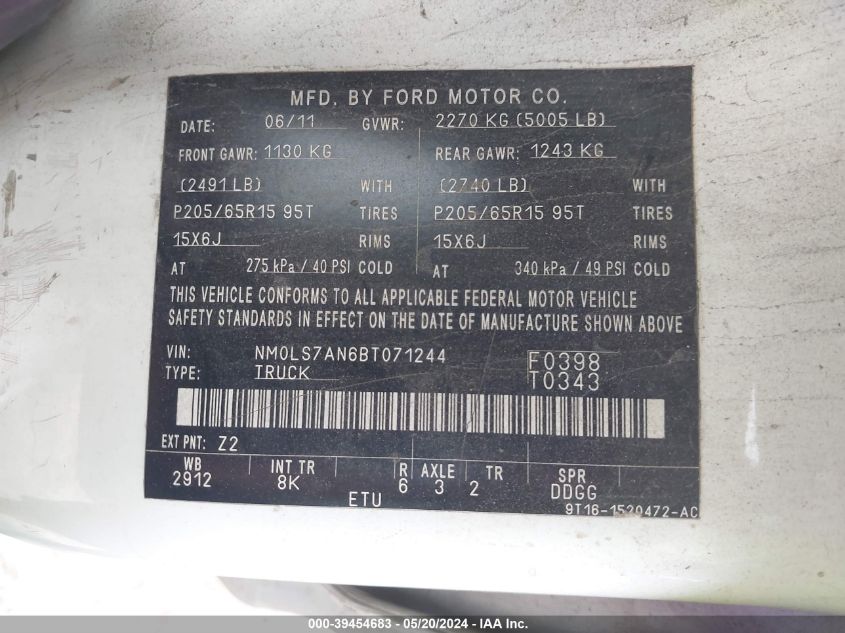 MFD. BY FORD MOTOR CO.
DATE: 06/11 GVWR: 2270 KG (5005 LB)
FRONT GAWR: 1130 KG REAR GAWR: 1243 KG
(2491 LB) WITH (2740 LB) WITH
P205/65R15 95T TIRES P205/65R15 95T TIRES
15X6J RIMS 15X6J RIMS
AT 275 kPa / 40 PSI COLD AT 340 kPa / 49 PSI COLD
THIS VEHICLE CONFORMS TO ALL APPLICABLE FEDERAL MOTOR VEHICLE
SAFETY STANDARDS IN EFFECT ON THE DATE OF MANUFACTURE SHOWN ABOVE
VIN: NM0LS7AN6BT071244 F0398
TYPE: TRUCK T0343
EXT PNT: Z2
WB INT TR R AXLE TR SPR
2912 8K 6 3 2 DDGG
ETU 9T16-1520472-AC
000-39454683 - 05/20/2024 - IAA Inc.